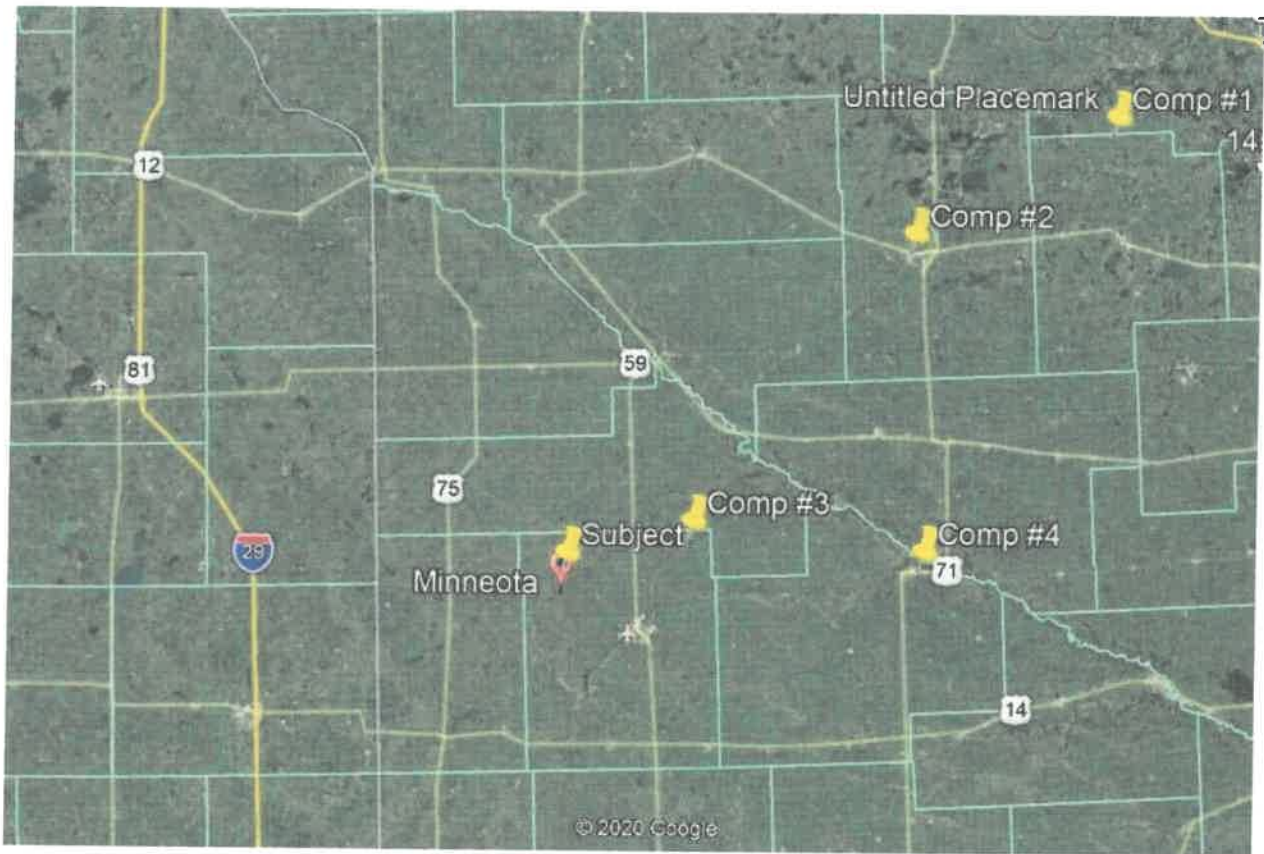 Untitled Placemark Comp #1
14
12
Comp #2
81
59
75
Comp #3
Subject
Comp #4
29
Minneota
71
14
© 2020 Google